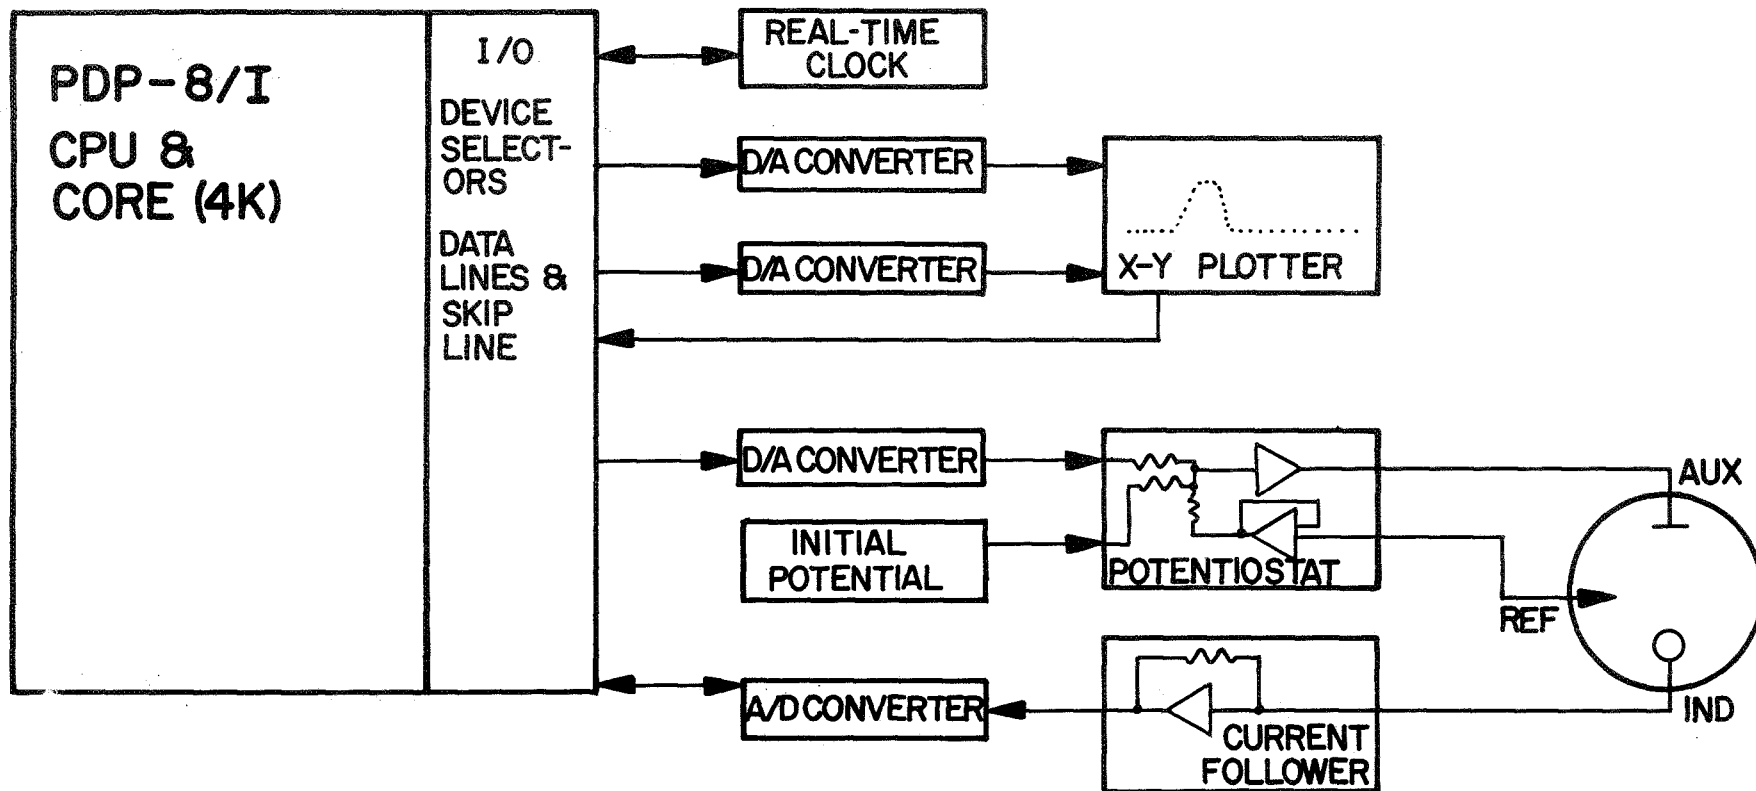 PDP-8/I
CPU &
CORE (4K)
I/O
DEVICE
SELECT-
ORS
DATA
LINES &
SKIP
LINE
REAL-TIME
CLOCK
D/A CONVERTER
D/A CONVERTER
X-Y PLOTTER
D/A CONVERTER
INITIAL
POTENTIAL
POTENTIOSTAT
AUX
REF
IND
A/D CONVERTER
CURRENT
FOLLOWER